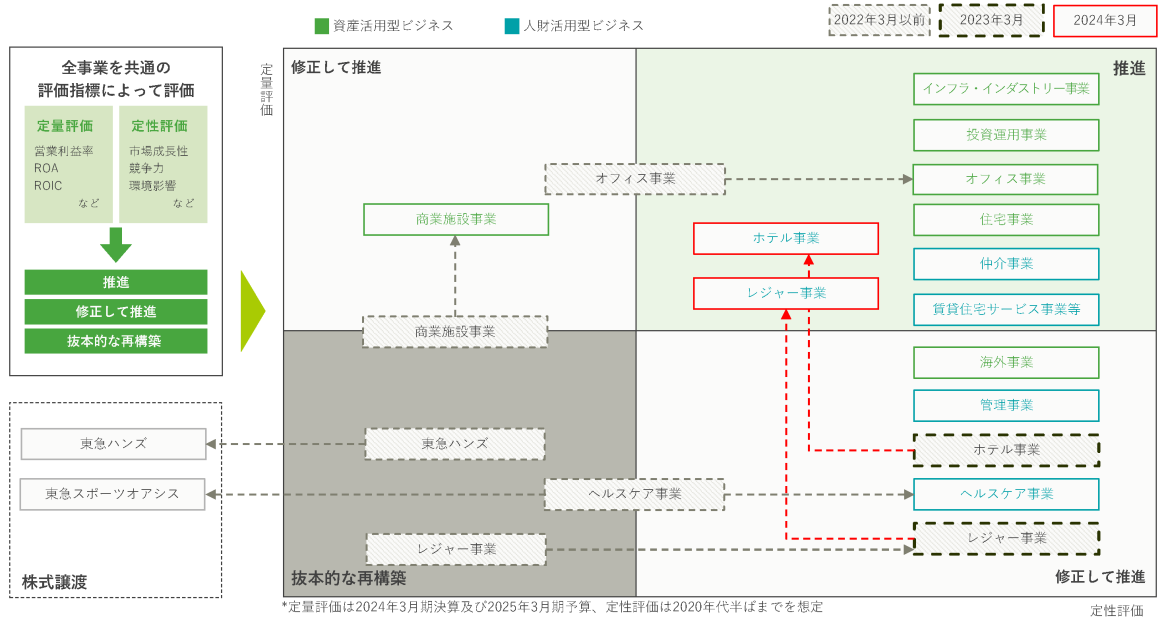 資産活用型ビジネス
人財活用型ビジネス
2022年3月以前
2023年3月
2024年3月
全事業を共通の
評価指標によって評価
定量評価
営業利益率
ROA
ROIC
など
定性評価
市場成長性
競争力
環境影響
など
推進
修正して推進
抜本的な再構築
定量評価
修正して推進
推進
インフラ・インダストリー事業
投資運用事業
オフィス事業
オフィス事業
商業施設事業
住宅事業
ホテル事業
仲介事業
レジャー事業
賃貸住宅サービス事業等
商業施設事業
海外事業
管理事業
東急ハンズ
東急ハンズ
ホテル事業
東急スポーツオアシス
ヘルスケア事業
ヘルスケア事業
レジャー事業
レジャー事業
株式譲渡
抜本的な再構築
修正して推進
*定量評価は2024年3月期決算及び2025年3月期予算、定性評価は2020年代半ばまでを想定
定性評価